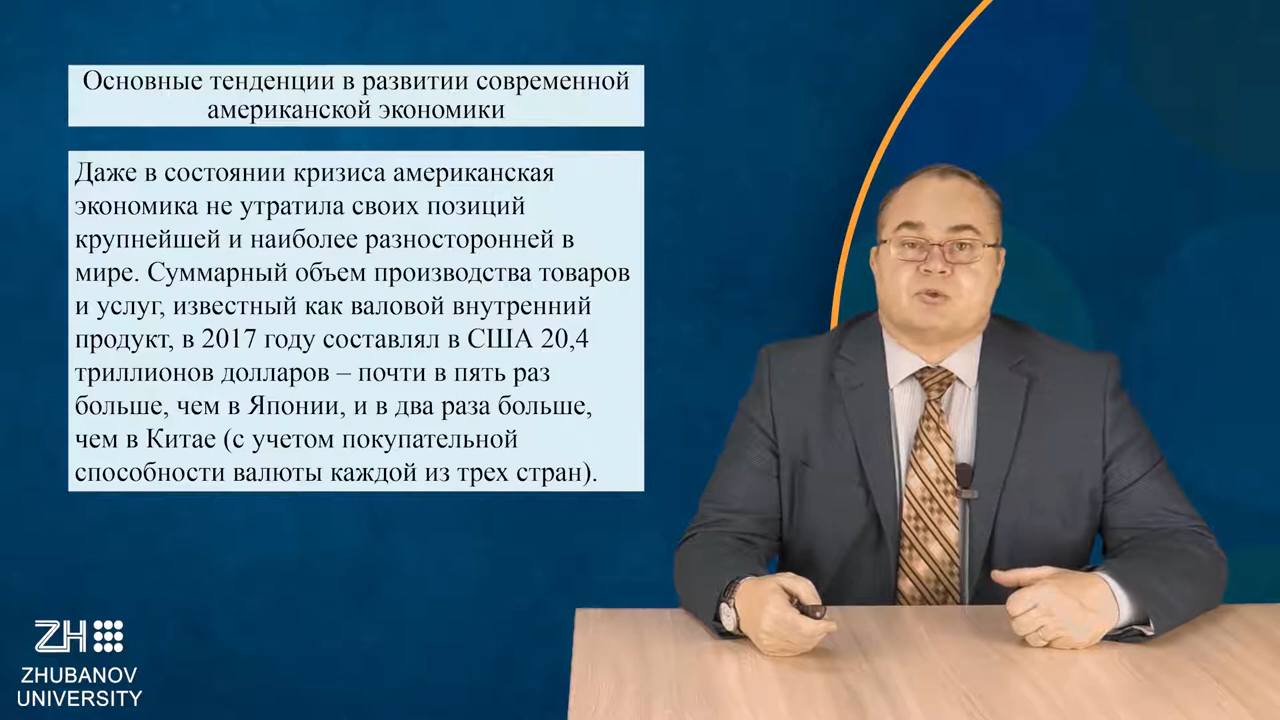 Основные тенденции в развитии современной
американской экономики
Даже в состоянии кризиса американская
экономика не утратила своих позиций
крупнейшей и наиболее разносторонней в
мире. Суммарный объем производства товаров
и услуг, известный как валовой внутренний
продукт, в 2017 году составлял в США 20,4
триллионов долларов – почти в пять раз
больше, чем в Японии, и в два раза больше,
чем в Китае (с учетом покупательной
способности валюты каждой из трех стран).
ZH
ZHUBANOV
UNIVERSITY